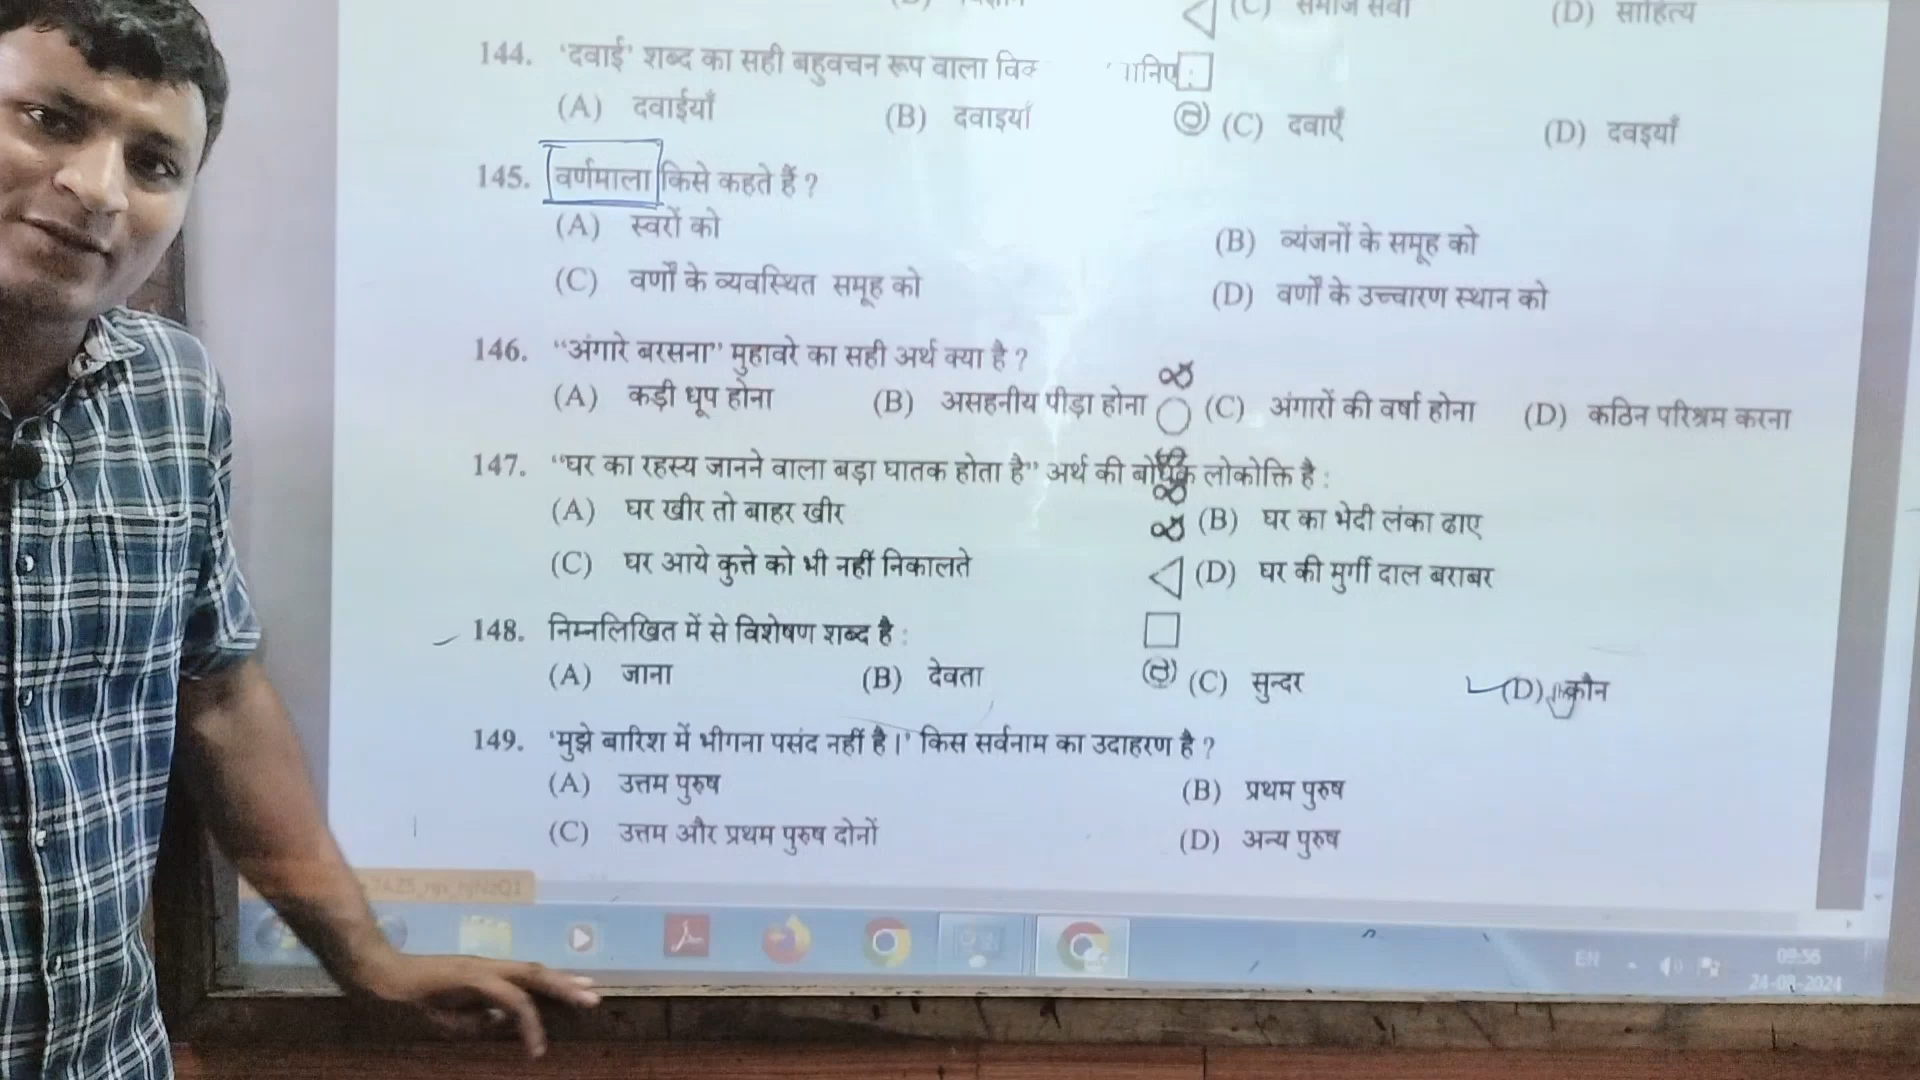 (C) समाज सेवा (D) साहित्य
144. 'दवाई' शब्द का सही बहुवचन रूप वाला
(A) दवाईयाँ (B) दवाइयाँ (C) दवाएँ (D) दवइयाँ
145. वर्णमाला किसे कहते हैं ?
(A) स्वरों को (B) व्यंजनों के समूह को
(C) वर्णों के व्यवस्थित समूह को (D) वर्णों के उच्चारण स्थान को
146. “अंगारे बरसना” मुहावरे का सही अर्थ क्या है ?
(A) कड़ी धूप होना (B) असहनीय पीड़ा होना (C) अंगारों की वर्षा होना (D) कठिन परिश्रम करना
147. “घर का रहस्य जानने वाला बड़ा घातक होता है” अर्थ की बोधक लोकोक्ति है :
(A) घर खीर तो बाहर खीर (B) घर का भेदी लंका ढाए
(C) घर आये कुत्ते को भी नहीं निकालते (D) घर की मुर्गी दाल बराबर
148. निम्नलिखित में से विशेषण शब्द है :
(A) जाना (B) देवता (C) सुन्दर (D) कौन
149. 'मुझे बारिश में भीगना पसंद नहीं है।' किस सर्वनाम का उदाहरण है ?
(A) उत्तम पुरुष (B) प्रथम पुरुष
(C) उत्तम और प्रथम पुरुष दोनों (D) अन्य पुरुष
EN 09:36